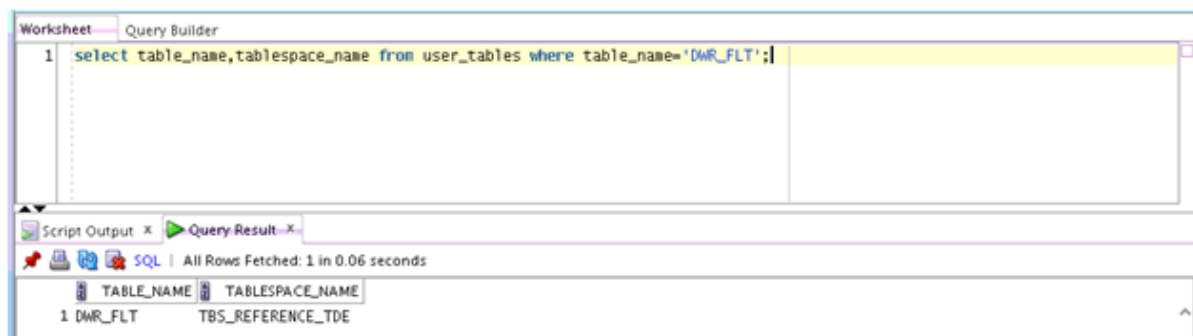 Worksheet Query Builder
1 select table_name,tablespace_name from user_tables where table_name='DWR_FLT';
Script Output x Query Result x
SQL | All Rows Fetched: 1 in 0.06 seconds
TABLE_NAME TABLESPACE_NAME
1 DWR_FLT TBS_REFERENCE_TDE